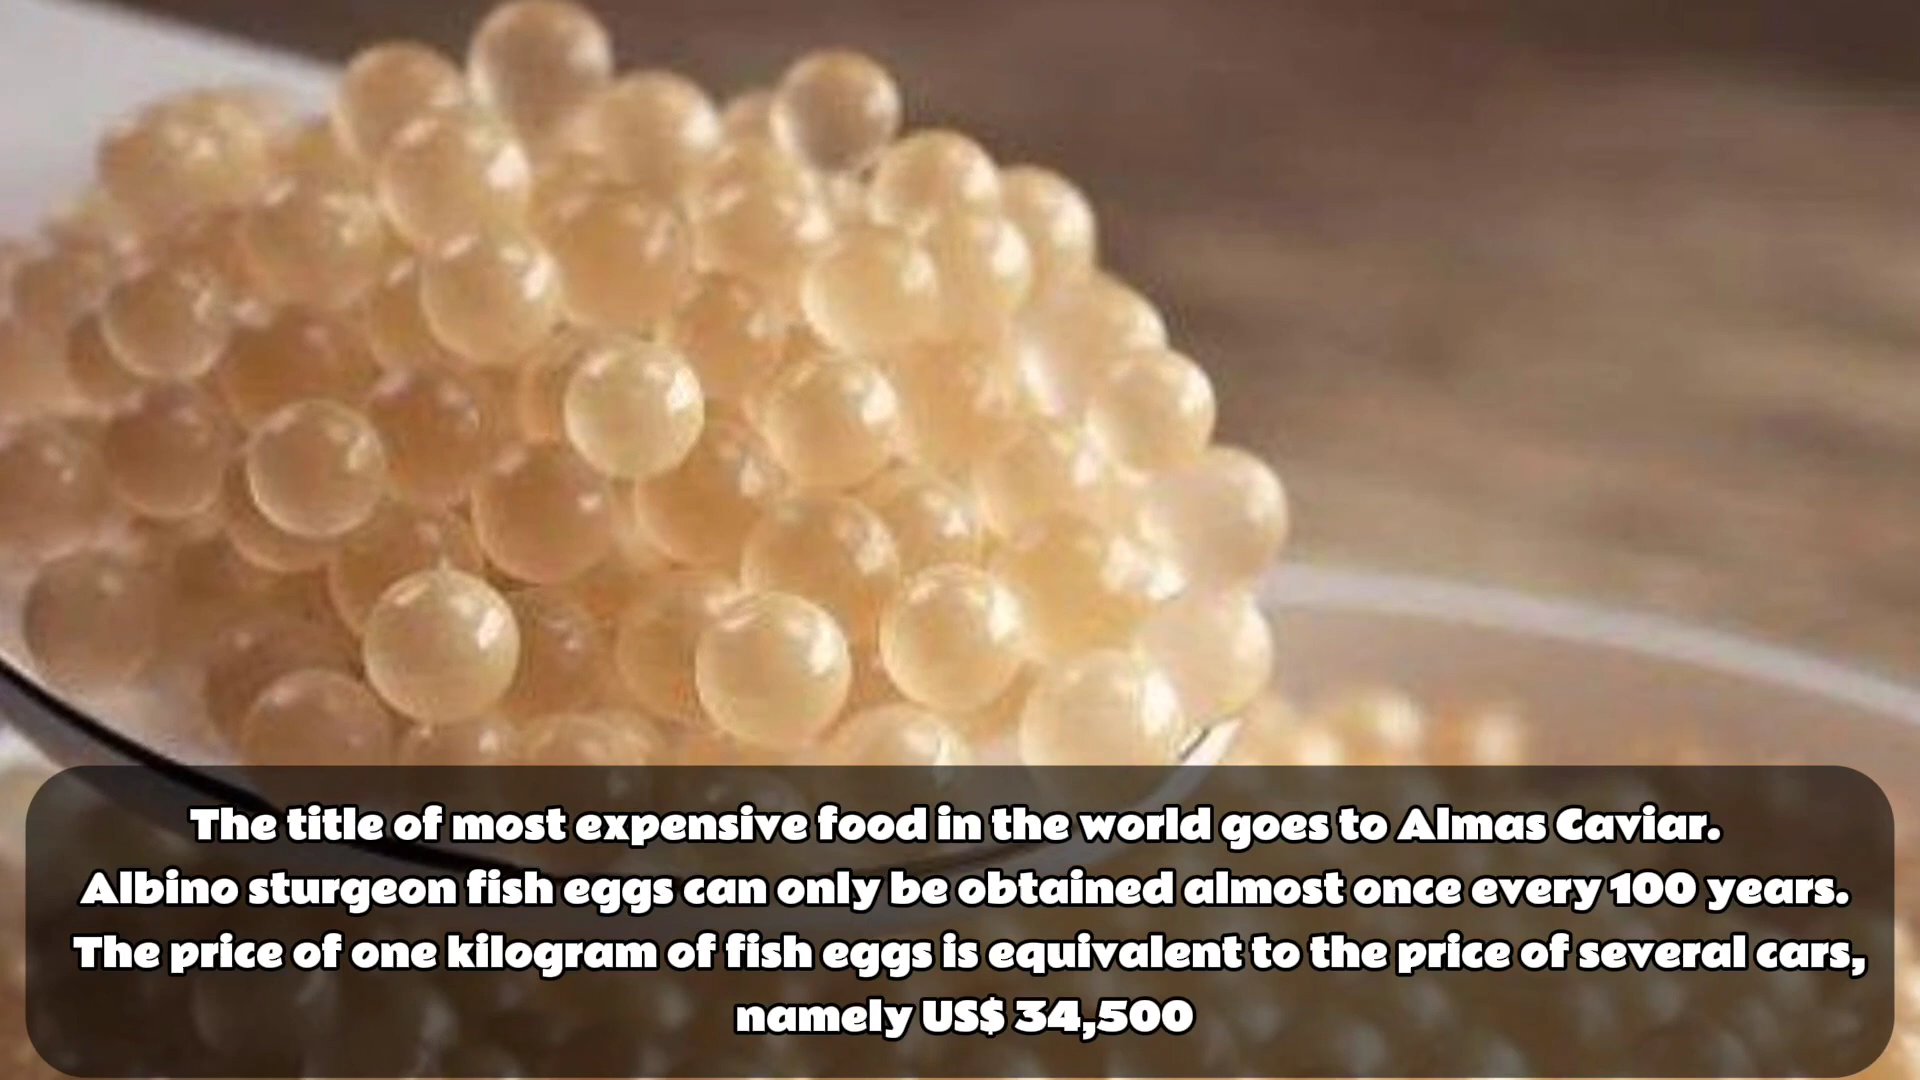 The title of most expensive food in the world goes to Almas Caviar.
Albino sturgeon fish eggs can only be obtained almost once every 100 years.
The price of one kilogram of fish eggs is equivalent to the price of several cars,
namely US$ 34,500